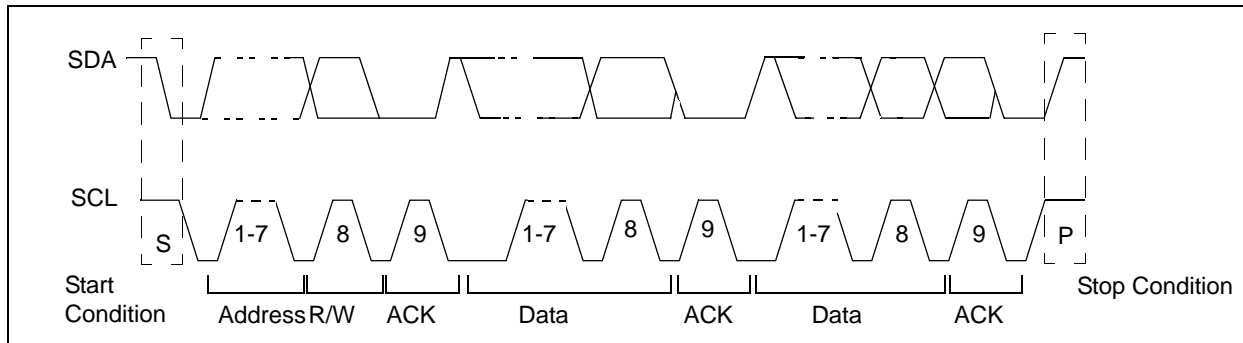 SDA
SCL
S
1-7
8
9
1-7
8
9
1-7
8
9
P
Start
Condition
Address
R/W
ACK
Data
ACK
Data
ACK
Stop Condition